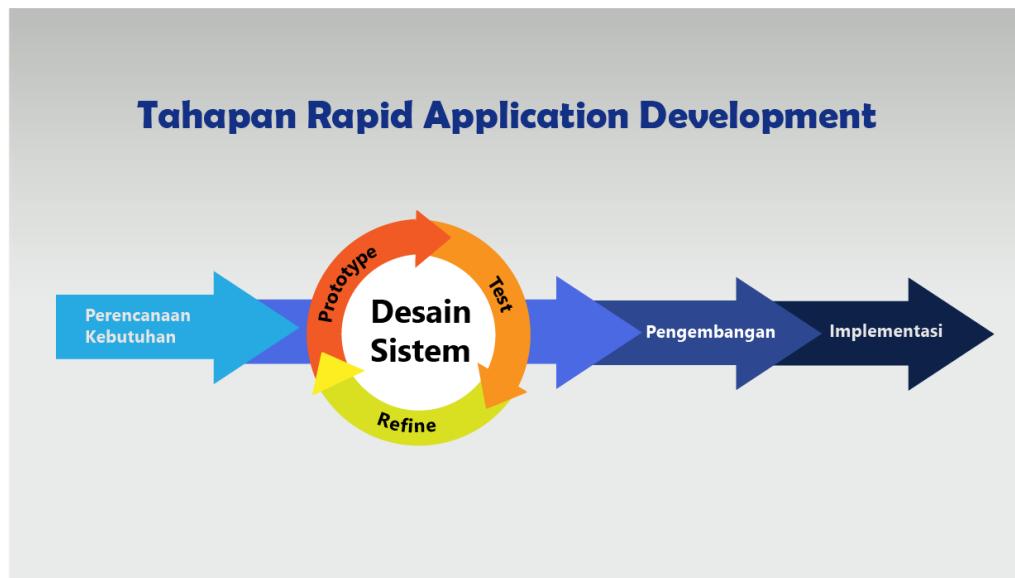 Tahapan Rapid Application Development
Perencanaan
Kebutuhan
Prototype
Test
Refine
Desain
Sistem
Pengembangan
Implementasi